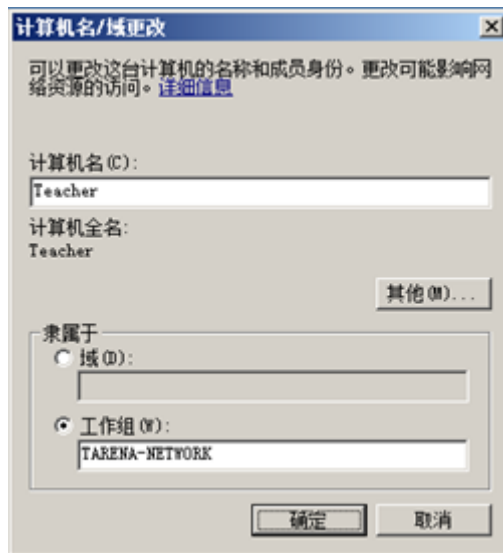 计算机名/域更改
可以更改这台计算机的名称和成员身份。更改可能影响网
络资源的访问。详细信息
计算机名(C):
Teacher
计算机全名:
Teacher
其他(M)...
隶属于
域(D):
工作组(W):
TARENA-NETWORK
确定
取消